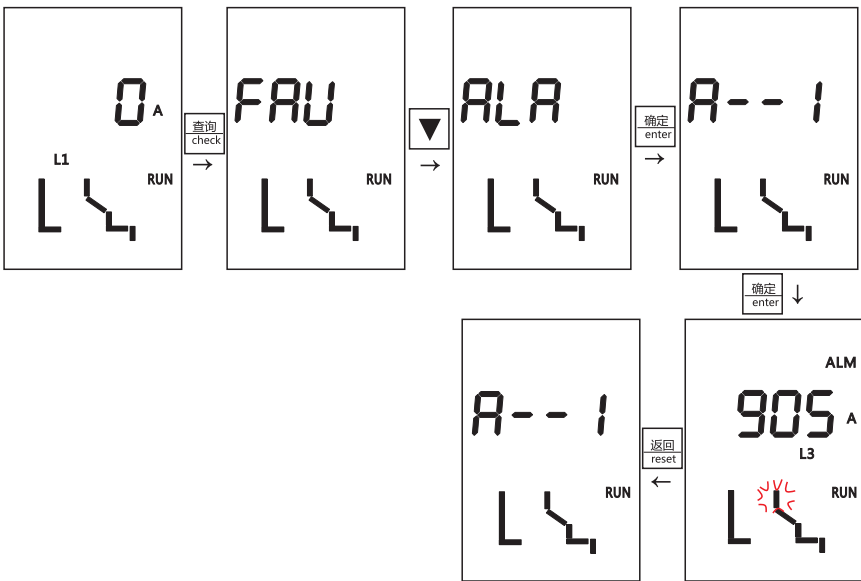 0 A
L1
RUN
查询
check
→
FAU
RUN
▼
→
ALA
RUN
确定
enter
→
A--1
RUN
确定
enter ↓
ALM
905 A
L3
RUN
返回
reset
←
A--1
RUN